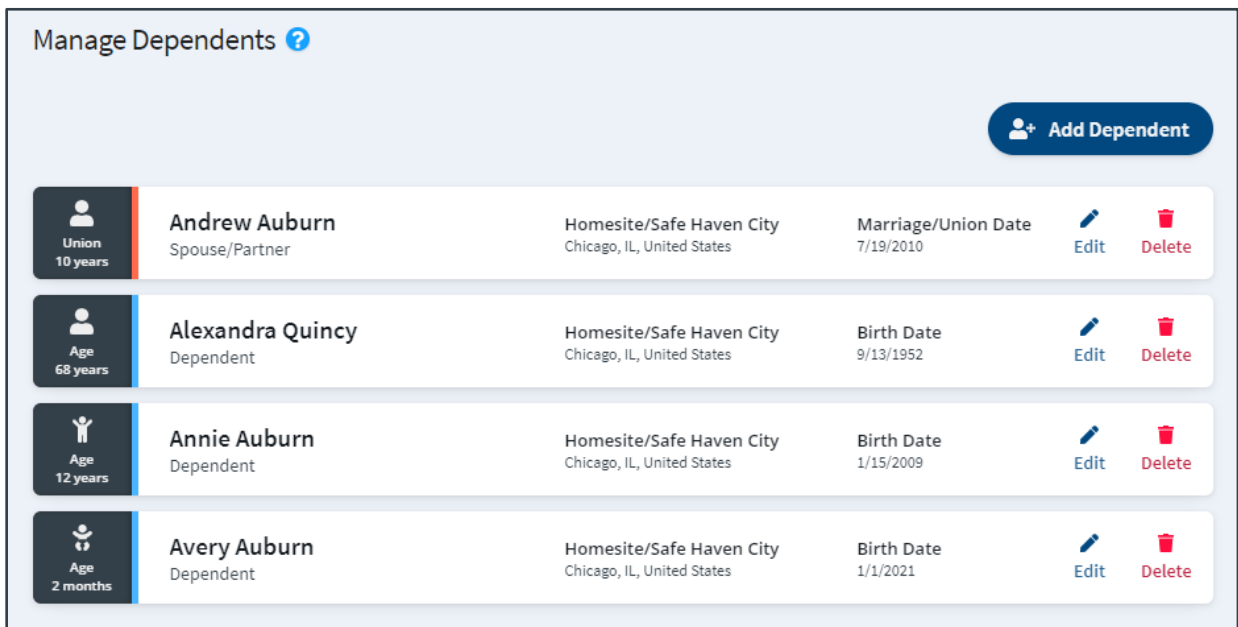 Manage Dependents ?
Add Dependent
Union
10 years
Andrew Auburn
Spouse/Partner
Homesite/Safe Haven City
Chicago, IL, United States
Marriage/Union Date
7/19/2010
Edit
Delete
Age
68 years
Alexandra Quincy
Dependent
Homesite/Safe Haven City
Chicago, IL, United States
Birth Date
9/13/1952
Edit
Delete
Age
12 years
Annie Auburn
Dependent
Homesite/Safe Haven City
Chicago, IL, United States
Birth Date
1/15/2009
Edit
Delete
Age
2 months
Avery Auburn
Dependent
Homesite/Safe Haven City
Chicago, IL, United States
Birth Date
1/1/2021
Edit
Delete